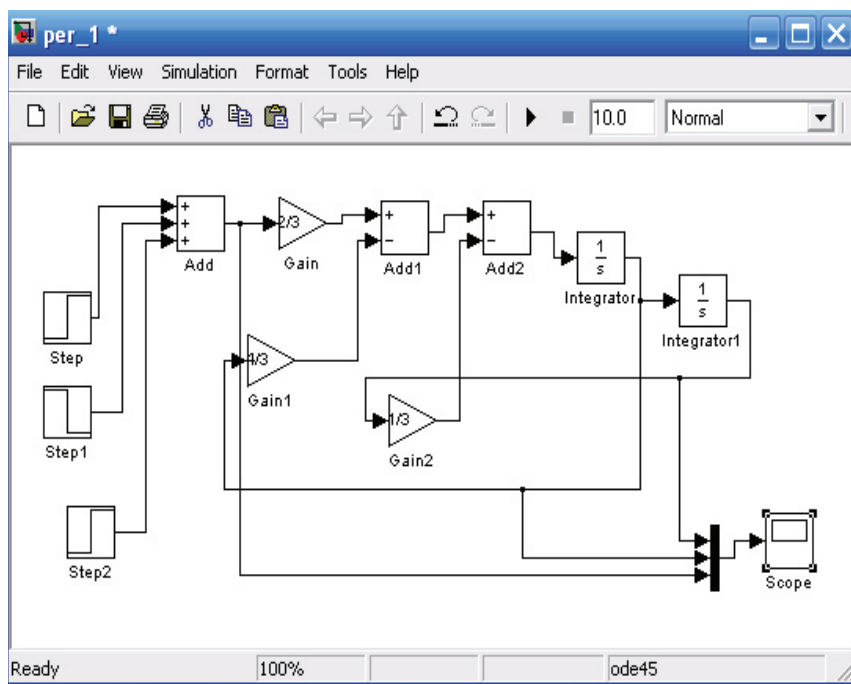 per_1 *
File Edit View Simulation Format Tools Help
10.0 Normal
+
+
+
Add
2/3
Gain
+
−
Add1
+
−
Add2
1
s
Integrator
1
s
Integrator1
Step
4/3
Gain1
Step1
1/3
Gain2
Step2
Scope
Ready 100% ode45